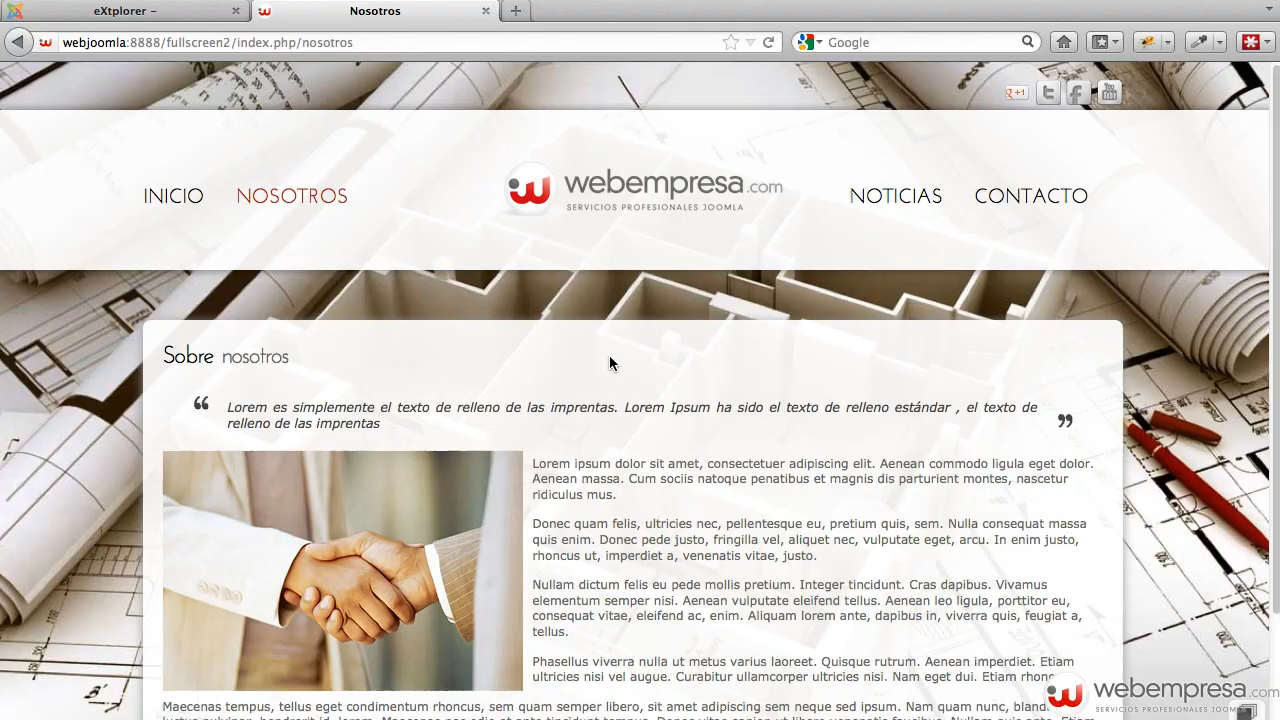 eXtplorer –
Nosotros
webjoomla:8888/fullscreen2/index.php/nosotros
Google
+1
You
Tube
INICIO
NOSOTROS
webempresa.com
SERVICIOS PROFESIONALES JOOMLA
NOTICIAS
CONTACTO
Sobre nosotros
“ Lorem es simplemente el texto de relleno de las imprentas. Lorem Ipsum ha sido el texto de relleno estándar , el texto de
relleno de las imprentas ”
Lorem ipsum dolor sit amet, consectetuer adipiscing elit. Aenean commodo ligula eget dolor.
Aenean massa. Cum sociis natoque penatibus et magnis dis parturient montes, nascetur
ridiculus mus.
Donec quam felis, ultricies nec, pellentesque eu, pretium quis, sem. Nulla consequat massa
quis enim. Donec pede justo, fringilla vel, aliquet nec, vulputate eget, arcu. In enim justo,
rhoncus ut, imperdiet a, venenatis vitae, justo.
Nullam dictum felis eu pede mollis pretium. Integer tincidunt. Cras dapibus. Vivamus
elementum semper nisi. Aenean vulputate eleifend tellus. Aenean leo ligula, porttitor eu,
consequat vitae, eleifend ac, enim. Aliquam lorem ante, dapibus in, viverra quis, feugiat a,
tellus.
Phasellus viverra nulla ut metus varius laoreet. Quisque rutrum. Aenean imperdiet. Etiam
ultricies nisi vel augue. Curabitur ullamcorper ultricies nisi. Nam eget dui. Etiam rhonc
Maecenas tempus, tellus eget condimentum rhoncus, sem quam semper libero, sit amet adipiscing sem neque sed ipsum. Nam quam nunc, bland
webempresa.com
SERVICIOS PROFESIONALES JOOM